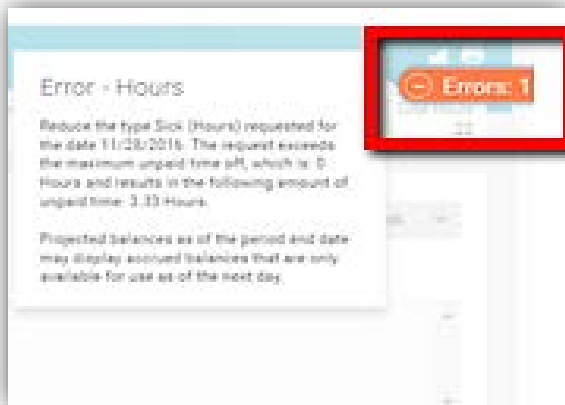 Error - Hours
Errors: 1
Reduce the type Sick (Hours) requested for
the date 11/28/2016. The request exceeds
the maximum unpaid time off, which is: 0
Hours and results in the following amount of
unpaid time: 3.33 Hours.
Projected balances as of the period end date
may display accrued balances that are only
available for use as of the next day.